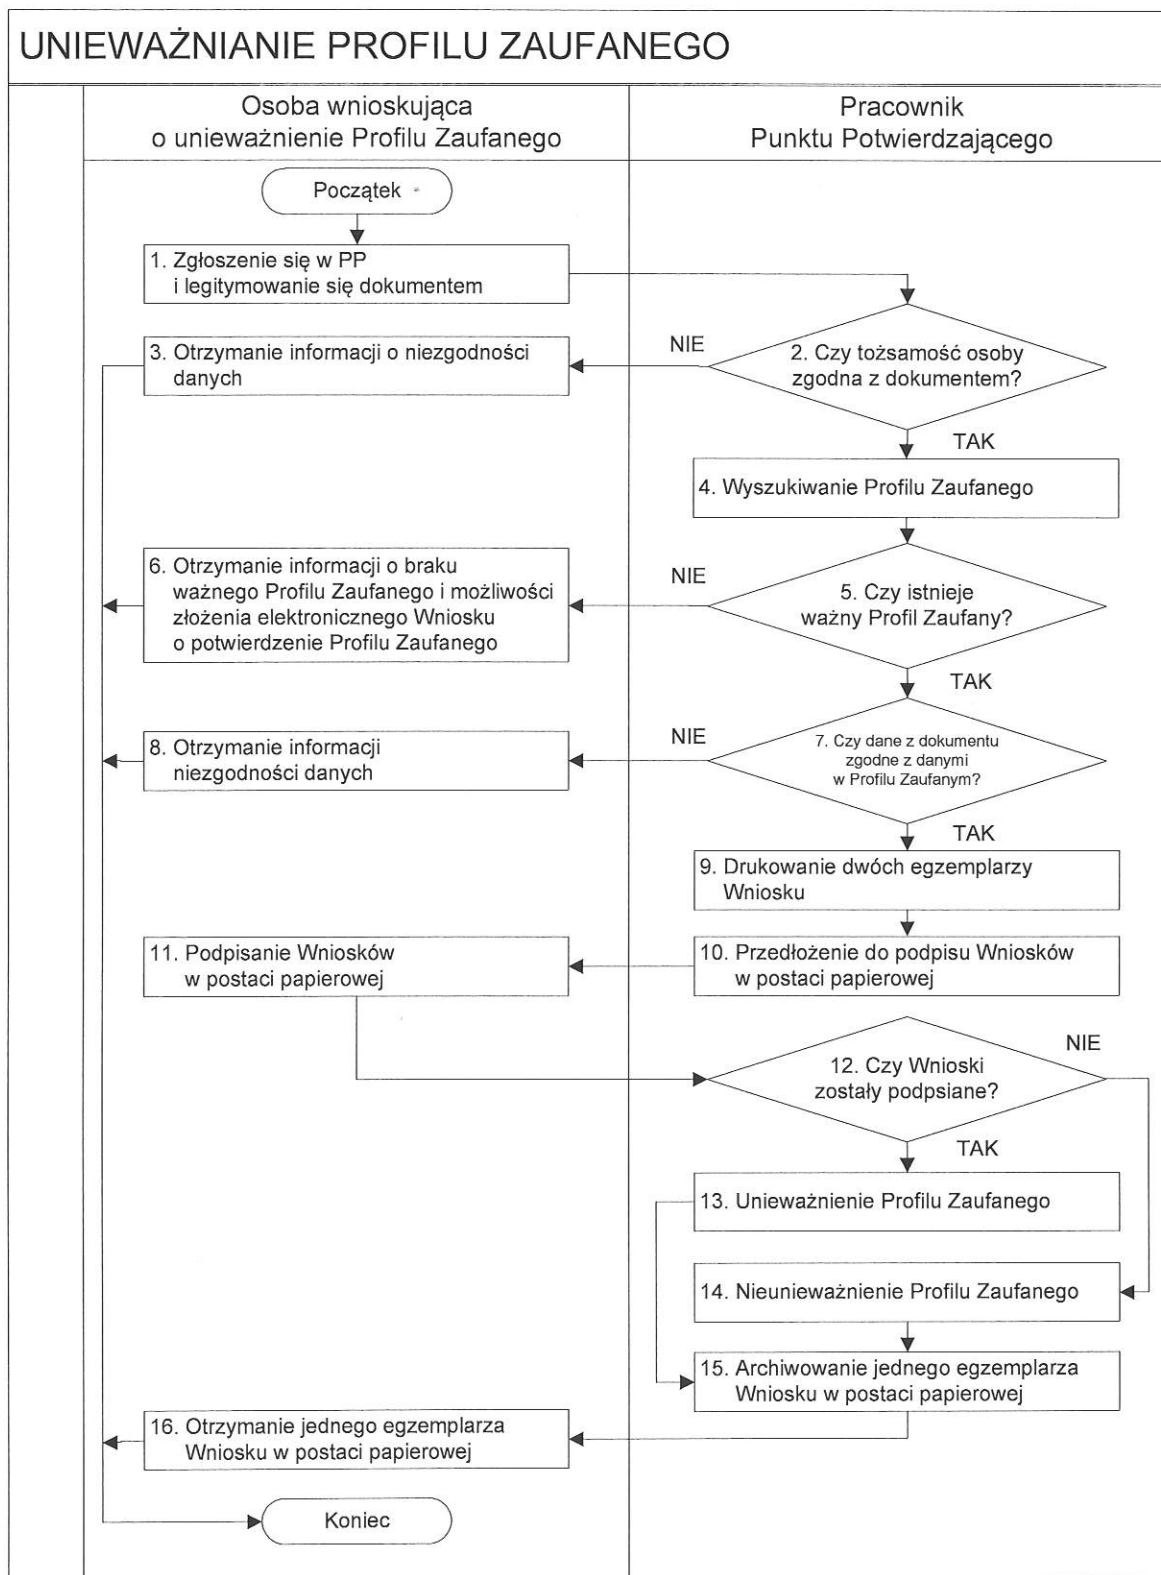 UNIEWAŻNIANIE PROFILU ZAUFANEGO
Osoba wnioskująca
o unieważnienie Profilu Zaufanego
Pracownik
Punktu Potwierdzającego
Początek
1. Zgłoszenie się w PP
i legitymowanie się dokumentem
2. Czy tożsamość osoby
zgodna z dokumentem?
NIE
3. Otrzymanie informacji o niezgodności
danych
TAK
4. Wyszukiwanie Profilu Zaufanego
5. Czy istnieje
ważny Profil Zaufany?
NIE
6. Otrzymanie informacji o braku
ważnego Profilu Zaufanego i możliwości
złożenia elektronicznego Wniosku
o potwierdzenie Profilu Zaufanego
TAK
7. Czy dane z dokumentu
zgodne z danymi
w Profilu Zaufanym?
NIE
8. Otrzymanie informacji
niezgodności danych
TAK
9. Drukowanie dwóch egzemplarzy
Wniosku
10. Przedłożenie do podpisu Wniosków
w postaci papierowej
11. Podpisanie Wniosków
w postaci papierowej
12. Czy Wnioski
zostały podpsiane?
NIE
TAK
13. Unieważnienie Profilu Zaufanego
14. Nieunieważnienie Profilu Zaufanego
15. Archiwowanie jednego egzemplarza
Wniosku w postaci papierowej
16. Otrzymanie jednego egzemplarza
Wniosku w postaci papierowej
Koniec